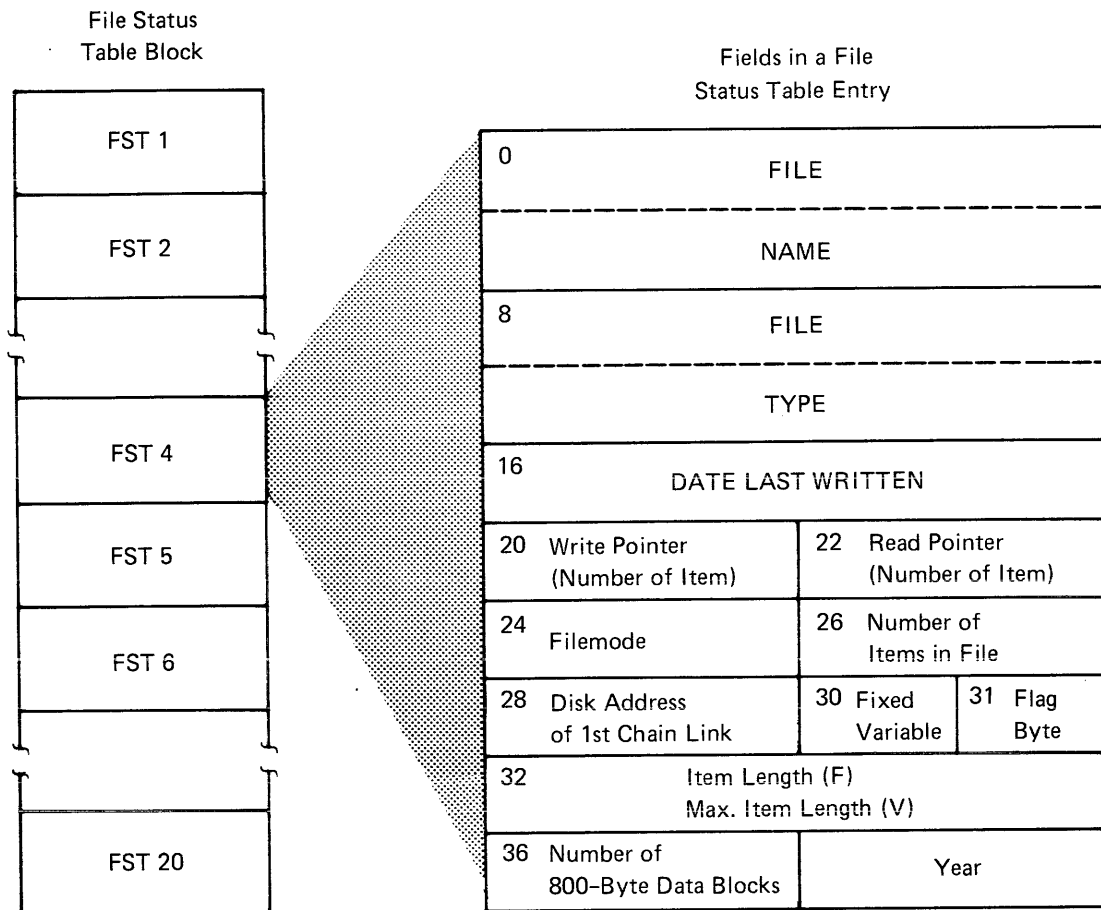 File Status
Table Block
FST 1
FST 2
FST 4
FST 5
FST 6
FST 20
Fields in a File
Status Table Entry
0
FILE
NAME
8
FILE
TYPE
16
DATE LAST WRITTEN
20 Write Pointer
(Number of Item)
22 Read Pointer
(Number of Item)
24 Filemode
26 Number of
Items in File
28 Disk Address
of 1st Chain Link
30 Fixed
Variable
31 Flag
Byte
32 Item Length (F)
Max. Item Length (V)
36 Number of
800-Byte Data Blocks
Year